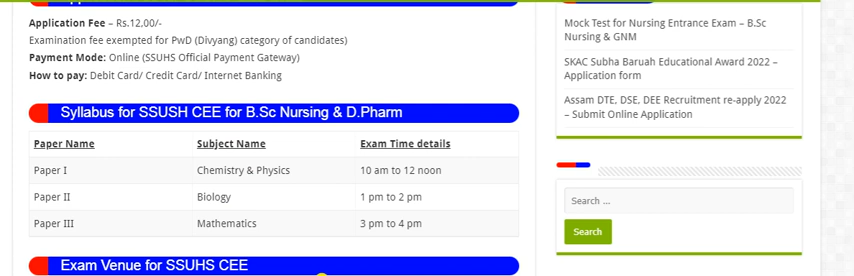 Application Fee – Rs.12,00/-
Examination fee exempted for PwD (Divyang) category of candidates)
Payment Mode: Online (SSUHS Official Payment Gateway)
How to pay: Debit Card/ Credit Card/ Internet Banking
Syllabus for SSUSH CEE for B.Sc Nursing & D.Pharm
Paper Name Subject Name Exam Time details
Paper I Chemistry & Physics 10 am to 12 noon
Paper II Biology 1 pm to 2 pm
Paper III Mathematics 3 pm to 4 pm
Exam Venue for SSUHS CEE
Mock Test for Nursing Entrance Exam – B.Sc
Nursing & GNM
SKAC Subha Baruah Educational Award 2022 –
Application form
Assam DTE, DSE, DEE Recruitment re-apply 2022
– Submit Online Application
Search ...
Search